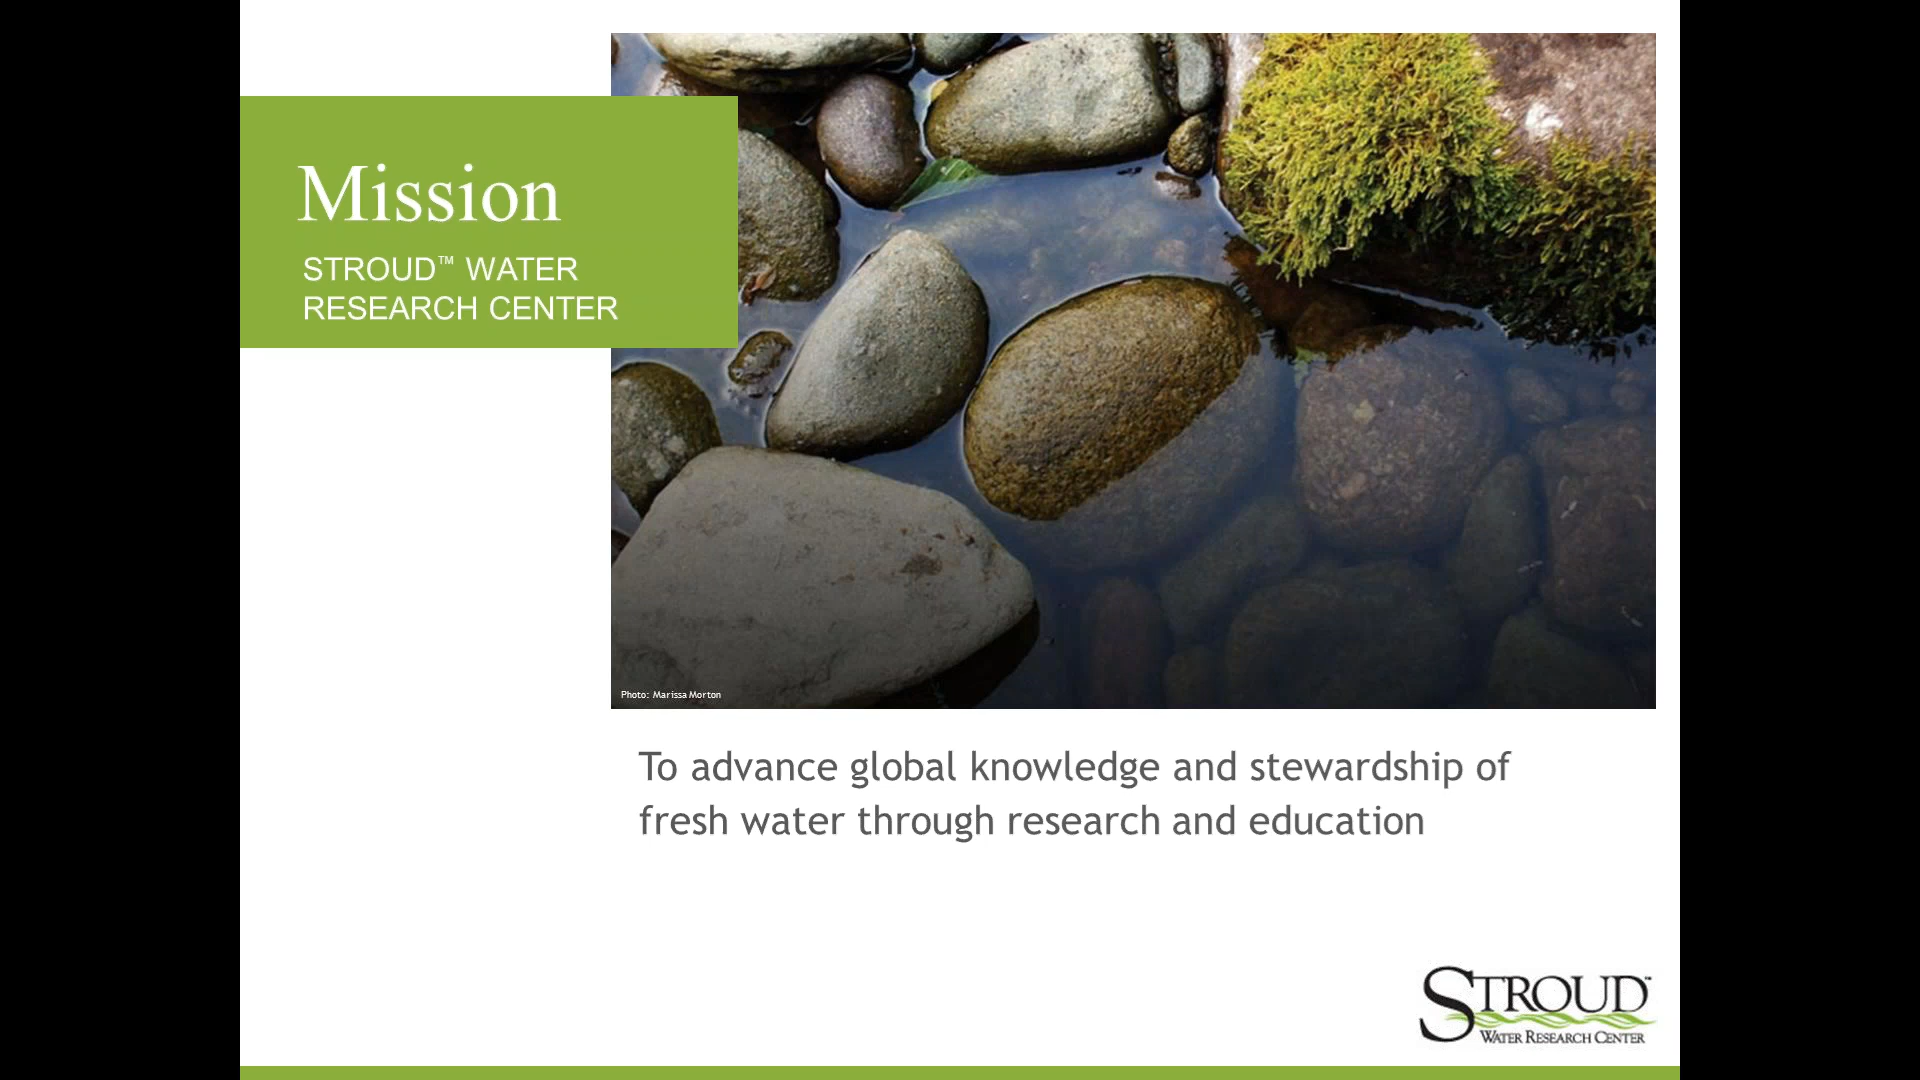 Mission
STROUD™ WATER
RESEARCH CENTER
Photo: Marissa Morton
To advance global knowledge and stewardship of
fresh water through research and education
STROUD™
WATER RESEARCH CENTER